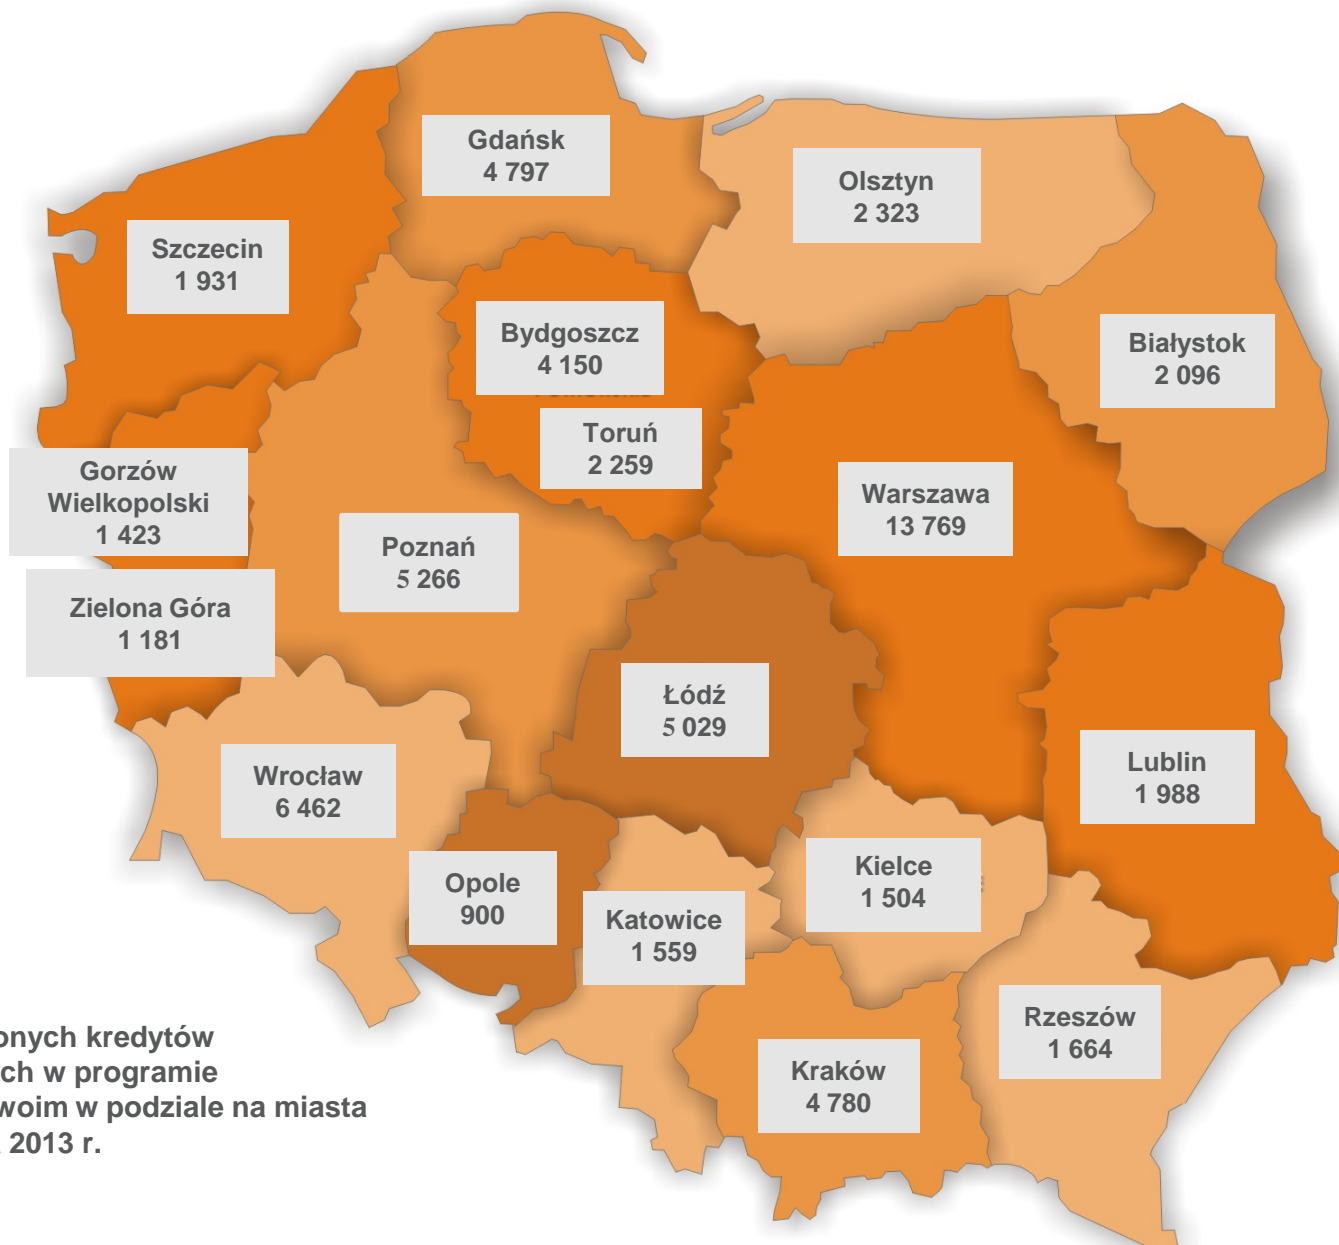 Gdańsk
4 797
Olsztyn
2 323
Szczecin
1 931
Bydgoszcz
4 150
Białystok
2 096
Toruń
2 259
Gorzów
Wielkopolski
1 423
Warszawa
13 769
Poznań
5 266
Zielona Góra
1 181
Łódź
5 029
Wrocław
6 462
Lublin
1 988
Opole
900
Kielce
1 504
Katowice
1 559
Rzeszów
1 664
Kraków
4 780
onych kredytów
ch w programie
woim w podziale na miasta
2013 r.